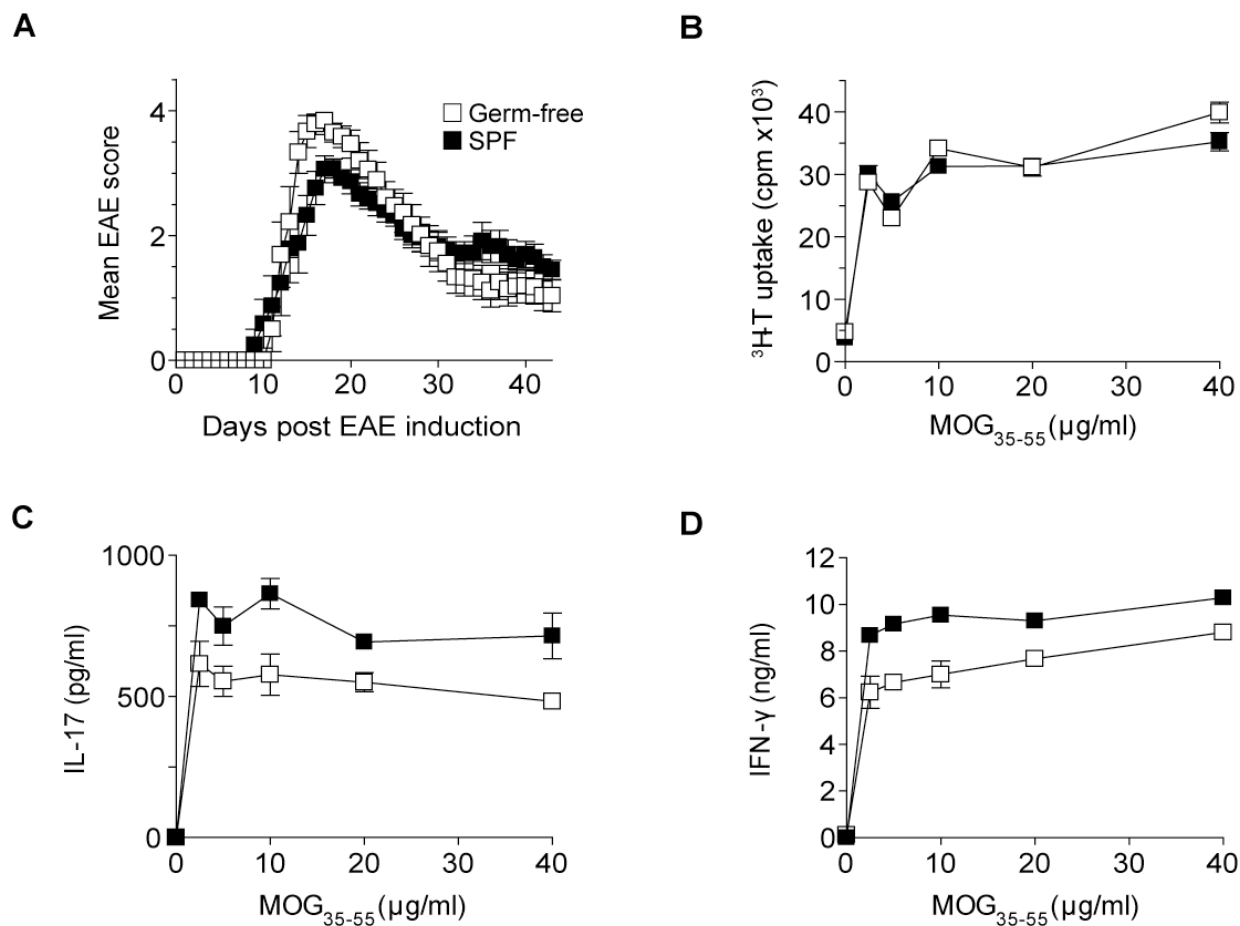 A
Mean EAE score
4
2
0
0 10 20 30 40
Days post EAE induction
Germ-free
SPF
B
³H-T uptake (cpm x10³)
40
30
20
10
0
0 10 20 30 40
MOG₃₅₋₅₅ (µg/ml)
C
IL-17 (pg/ml)
1000
500
0
0 10 20 30 40
MOG₃₅₋₅₅ (µg/ml)
D
IFN-γ (ng/ml)
12
10
8
6
4
2
0
0 10 20 30 40
MOG₃₅₋₅₅ (µg/ml)